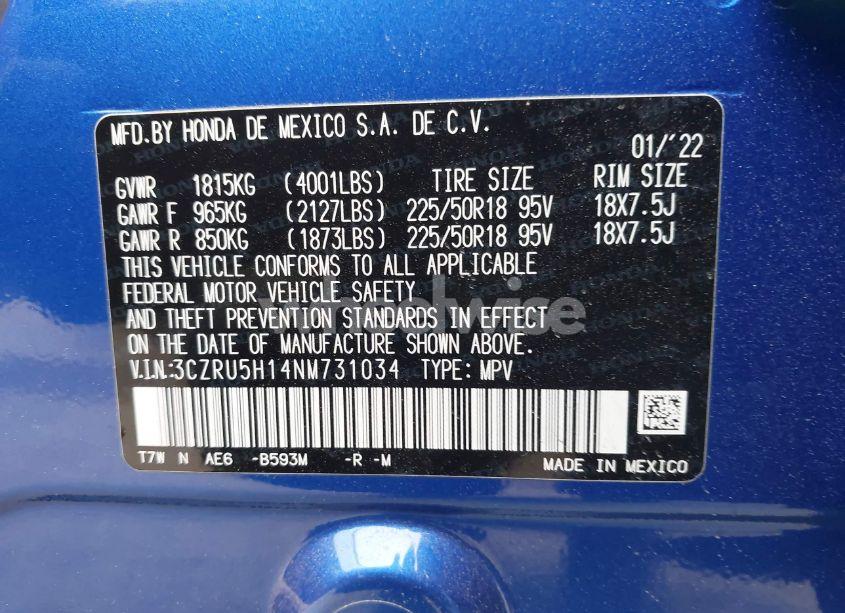 MFD.BY HONDA DE MEXICO S.A. DE C.V.
01/'22
GVWR 1815KG (4001LBS) TIRE SIZE RIM SIZE
GAWR F 965KG (2127LBS) 225/50R18 95V 18X7.5J
GAWR R 850KG (1873LBS) 225/50R18 95V 18X7.5J
THIS VEHICLE CONFORMS TO ALL APPLICABLE
FEDERAL MOTOR VEHICLE SAFETY
AND THEFT PREVENTION STANDARDS IN EFFECT
ON THE DATE OF MANUFACTURE SHOWN ABOVE.
V.I.N.:3CZRU5H14NM731034 TYPE: MPV
T7W N AE6 -B593M -R -M
MADE IN MEXICO
wheelwise